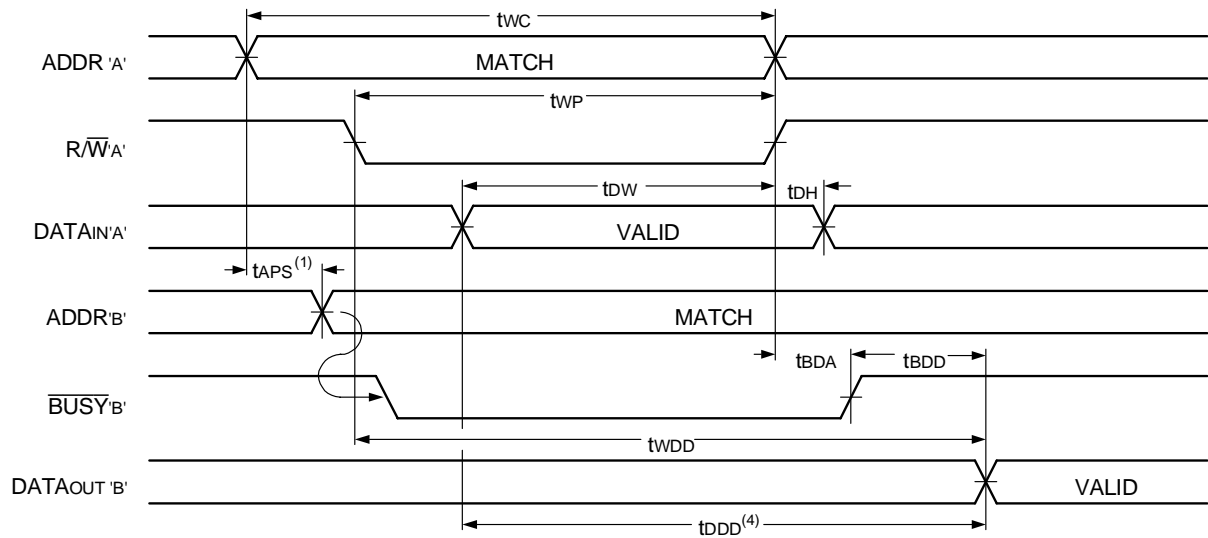 tWC
ADDR 'A'
MATCH
tWP
R/W̅'A'
tDW
tDH
DATAIN'A'
VALID
tAPS(1)
ADDR'B'
MATCH
tBDA
tBDD
B̅U̅S̅Y̅'B'
tWDD
DATAOUT 'B'
VALID
tDDD(4)